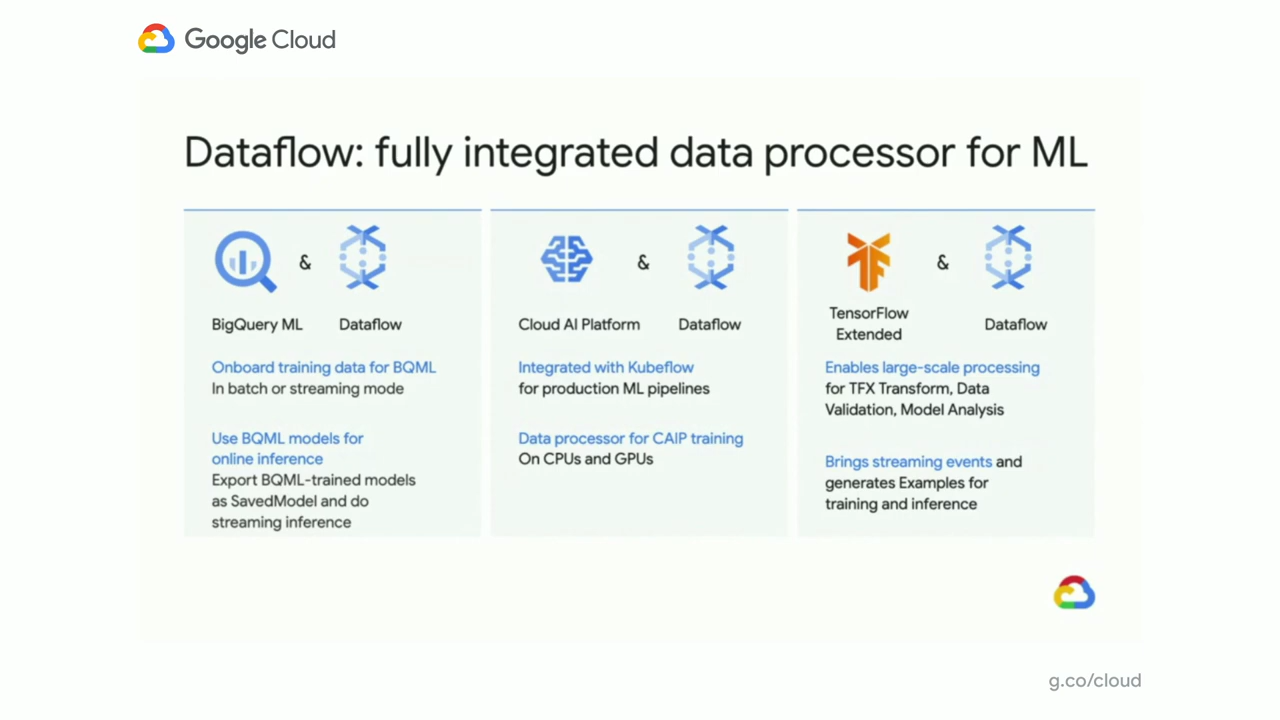 Google Cloud
Dataflow: fully integrated data processor for ML
&
BigQuery ML
Dataflow
Onboard training data for BQML
In batch or streaming mode
Use BQML models for
online inference
Export BQML-trained models
as SavedModel and do
streaming inference
&
Cloud AI Platform
Dataflow
Integrated with Kubeflow
for production ML pipelines
Data processor for CAIP training
On CPUs and GPUs
&
TensorFlow
Extended
Dataflow
Enables large-scale processing
for TFX Transform, Data
Validation, Model Analysis
Brings streaming events and
generates Examples for
training and inference
g.co/cloud